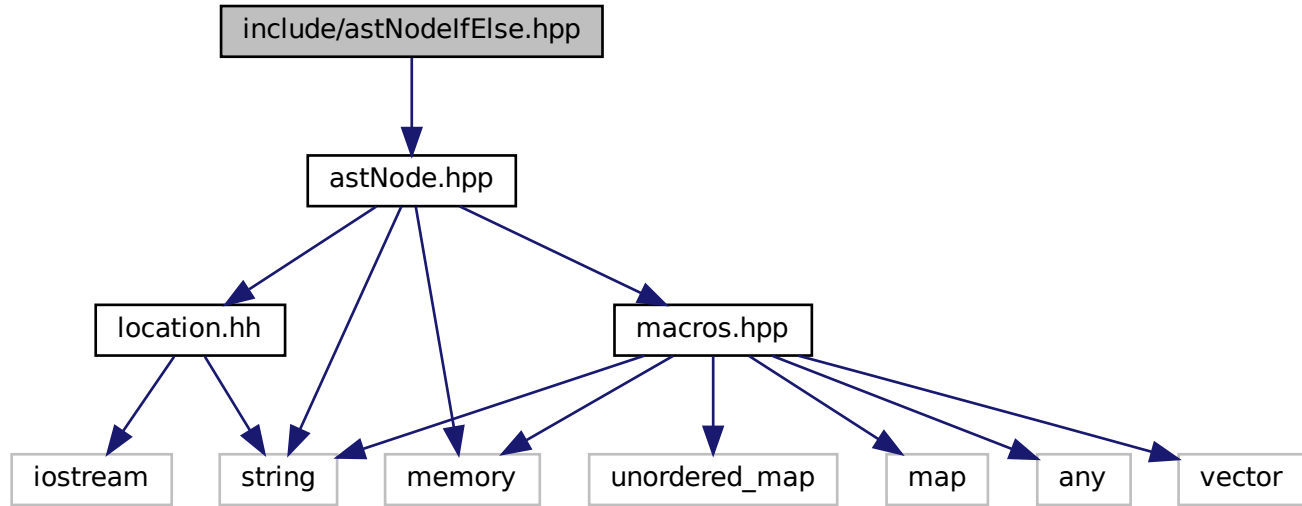 include/astNodeIfElse.hpp
astNode.hpp
location.hh
macros.hpp
iostream
string
memory
unordered_map
map
any
vector